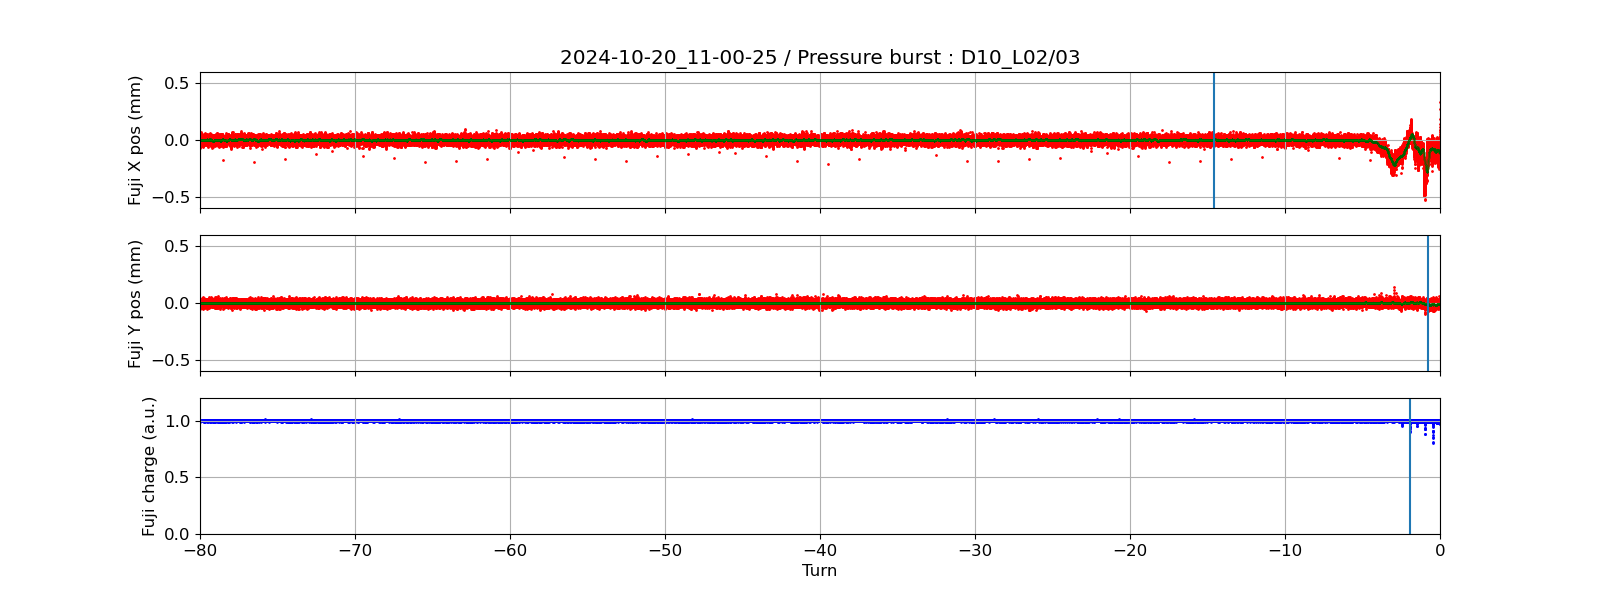 2024-10-20_11-00-25 / Pressure burst : D10_L02/03
Fuji X pos (mm)
0.5
0.0
−0.5
Fuji Y pos (mm)
0.5
0.0
−0.5
Fuji charge (a.u.)
1.0
0.5
0.0
−80 −70 −60 −50 −40 −30 −20 −10 0
Turn